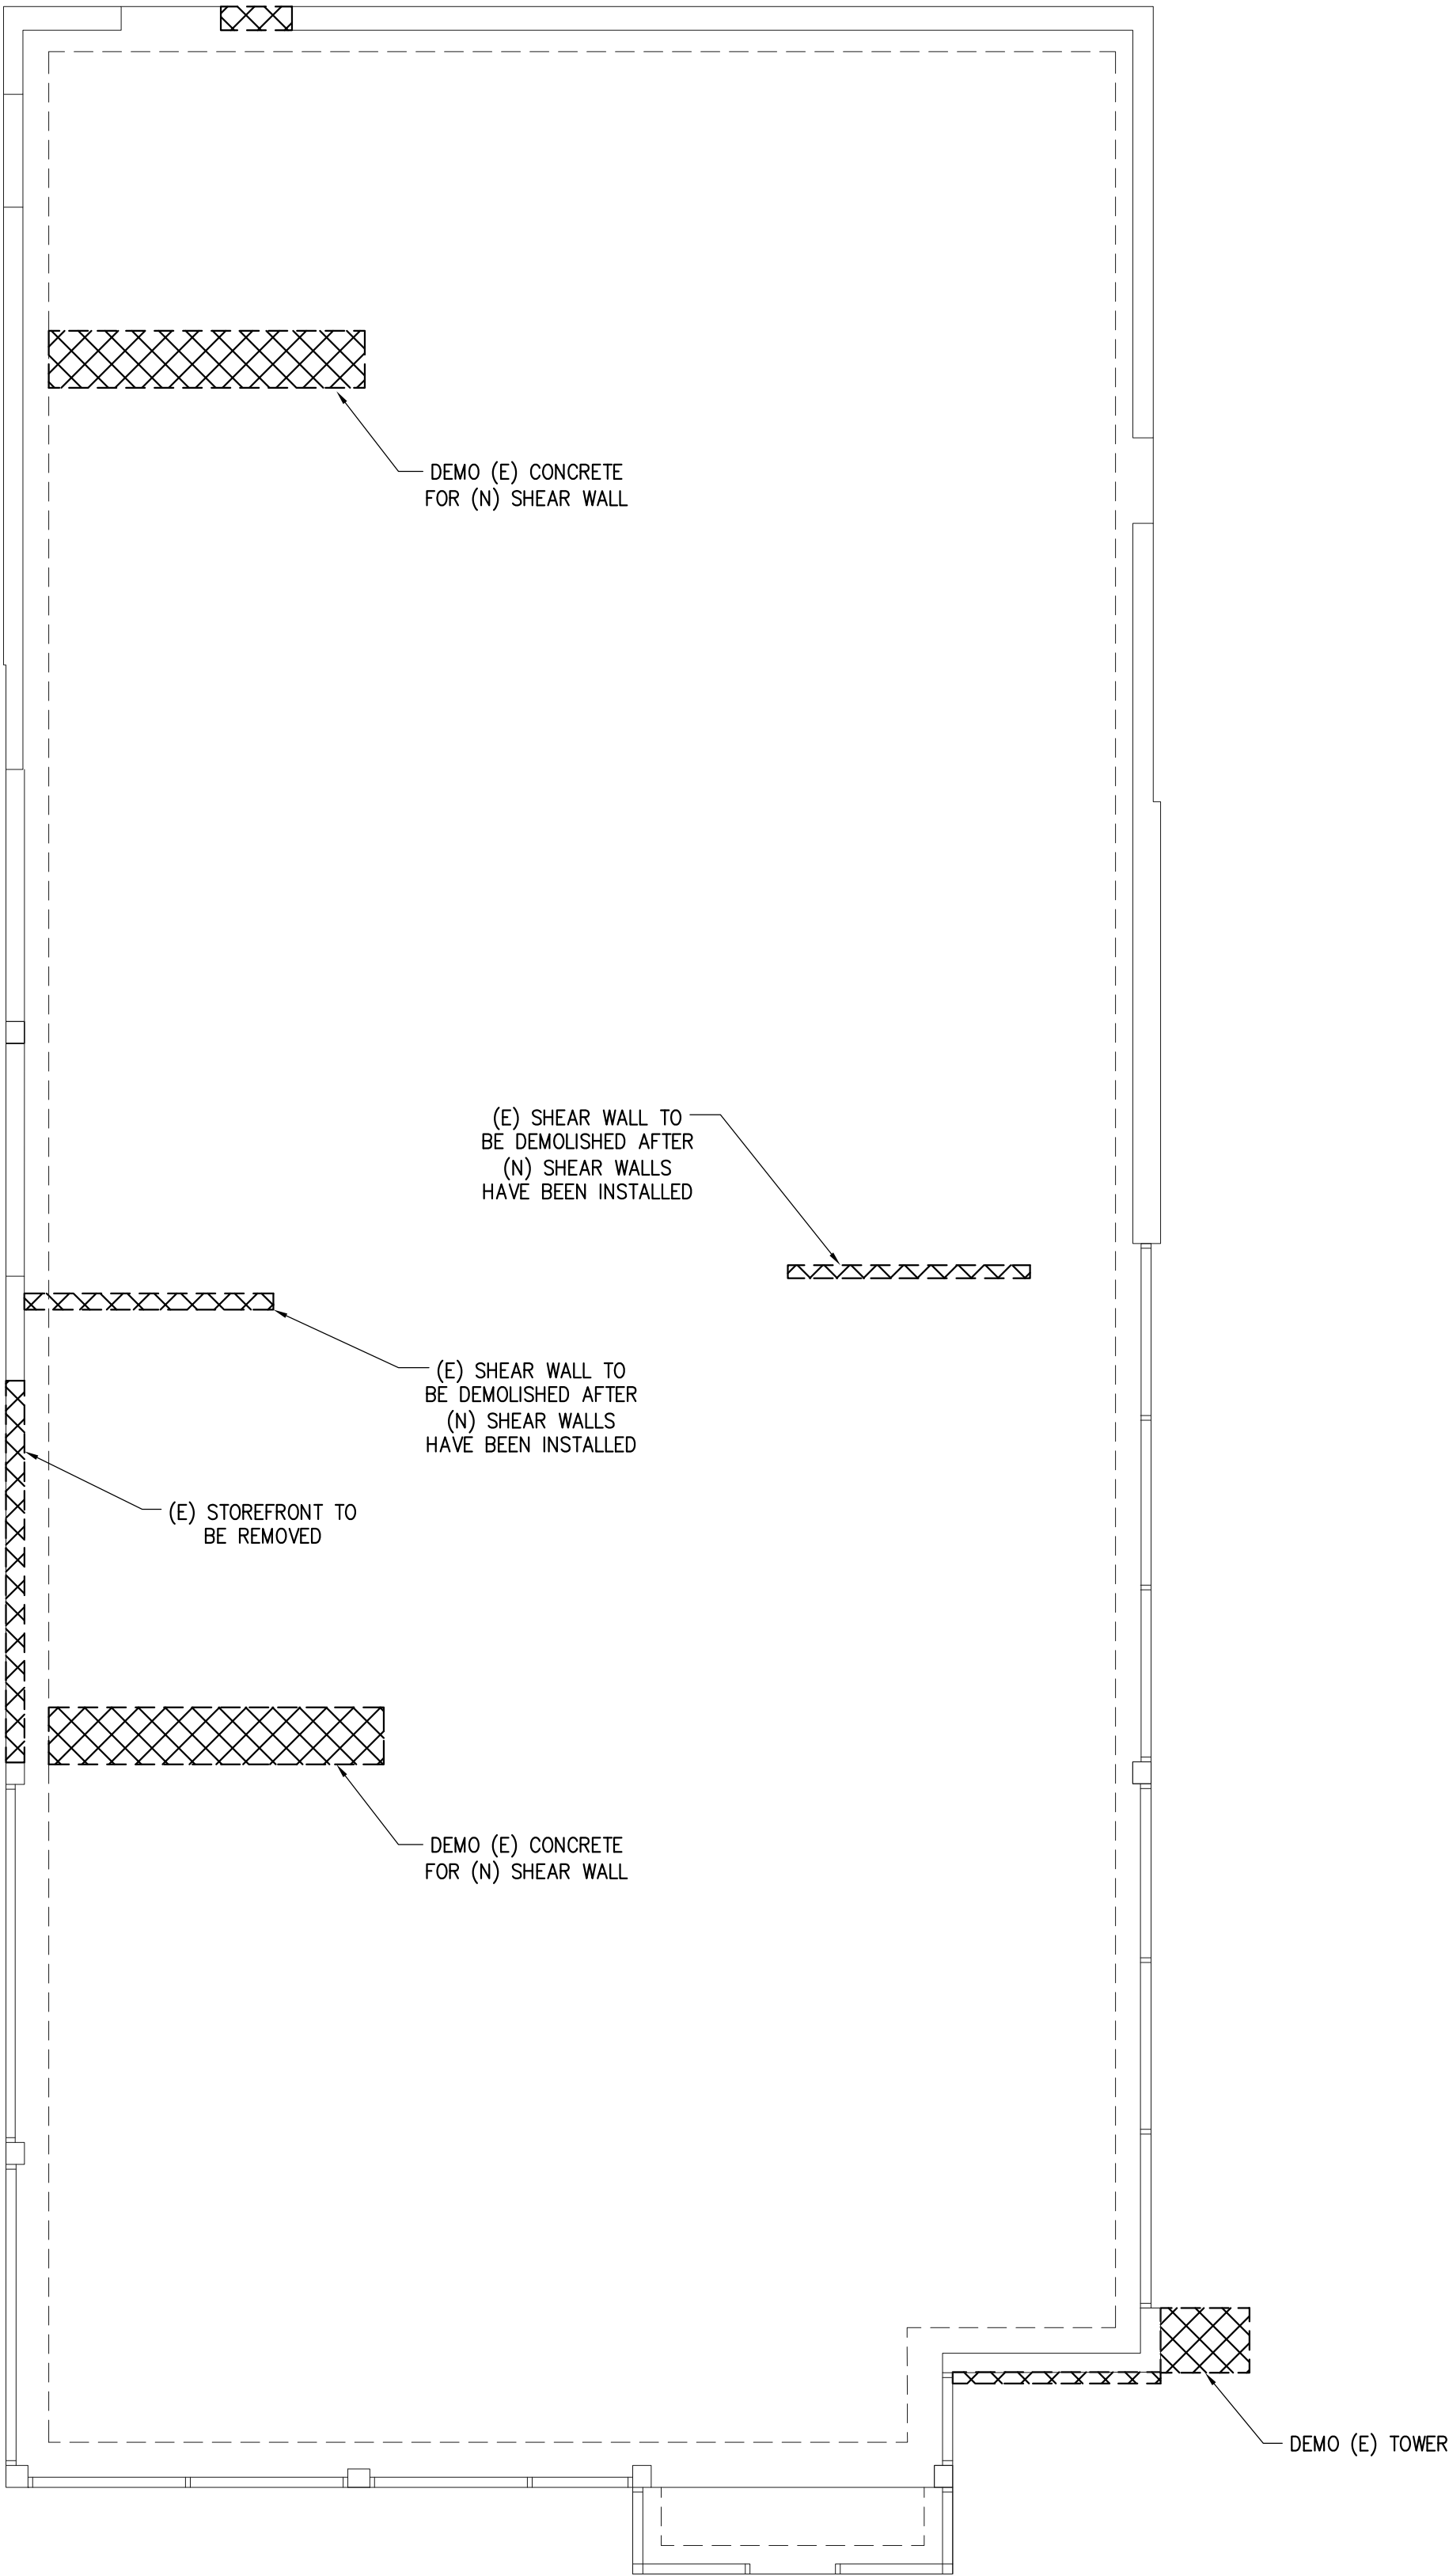 DEMO (E) CONCRETE
FOR (N) SHEAR WALL
(E) SHEAR WALL TO
BE DEMOLISHED AFTER
(N) SHEAR WALLS
HAVE BEEN INSTALLED
(E) SHEAR WALL TO
BE DEMOLISHED AFTER
(N) SHEAR WALLS
HAVE BEEN INSTALLED
(E) STOREFRONT TO
BE REMOVED
DEMO (E) CONCRETE
FOR (N) SHEAR WALL
DEMO (E) TOWER